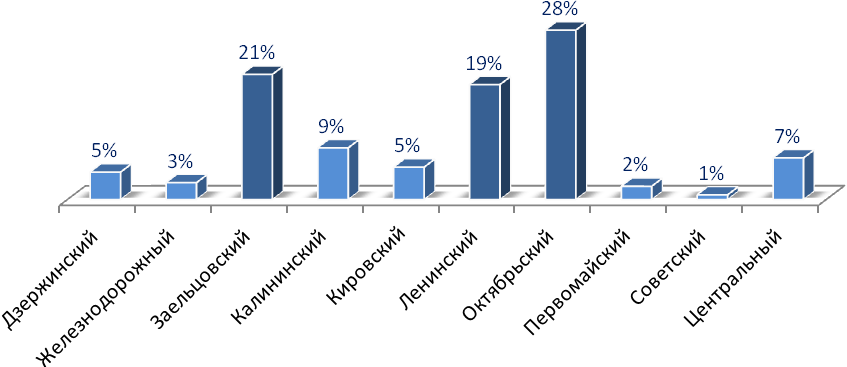 28%
21%
19%
9%
7%
5%
5%
3%
2%
1%
Дзержинский
Железнодорожный
Заельцовский
Калининский
Кировский
Ленинский
Октябрьский
Первомайский
Советский
Центральный